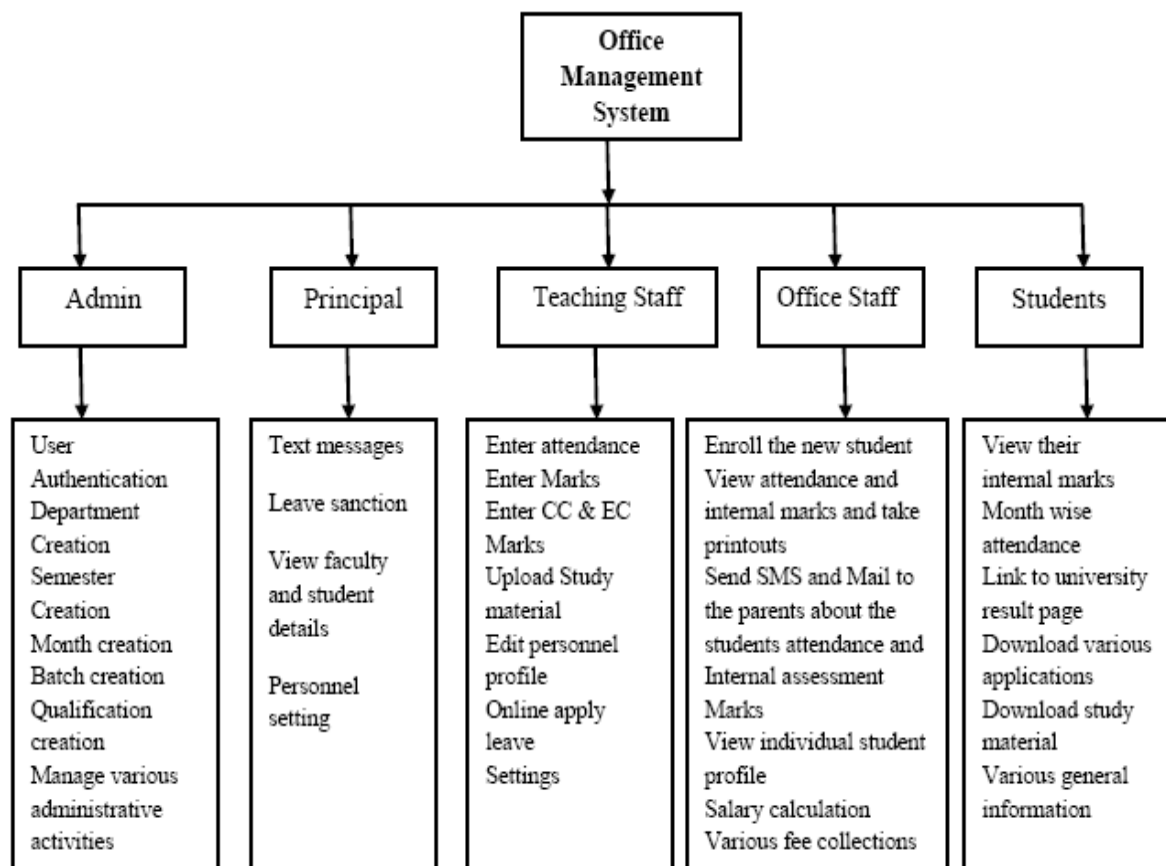 Office
Management
System
Admin
Principal
Teaching Staff
Office Staff
Students
User
Authentication
Department
Creation
Semester
Creation
Month creation
Batch creation
Qualification
creation
Manage various
administrative
activities
Text messages
Leave sanction
View faculty
and student
details
Personnel
setting
Enter attendance
Enter Marks
Enter CC & EC
Marks
Upload Study
material
Edit personnel
profile
Online apply
leave
Settings
Enroll the new student
View attendance and
internal marks and take
printouts
Send SMS and Mail to
the parents about the
students attendance and
Internal assessment
Marks
View individual student
profile
Salary calculation
Various fee collections
View their
internal marks
Month wise
attendance
Link to university
result page
Download various
applications
Download study
material
Various general
information